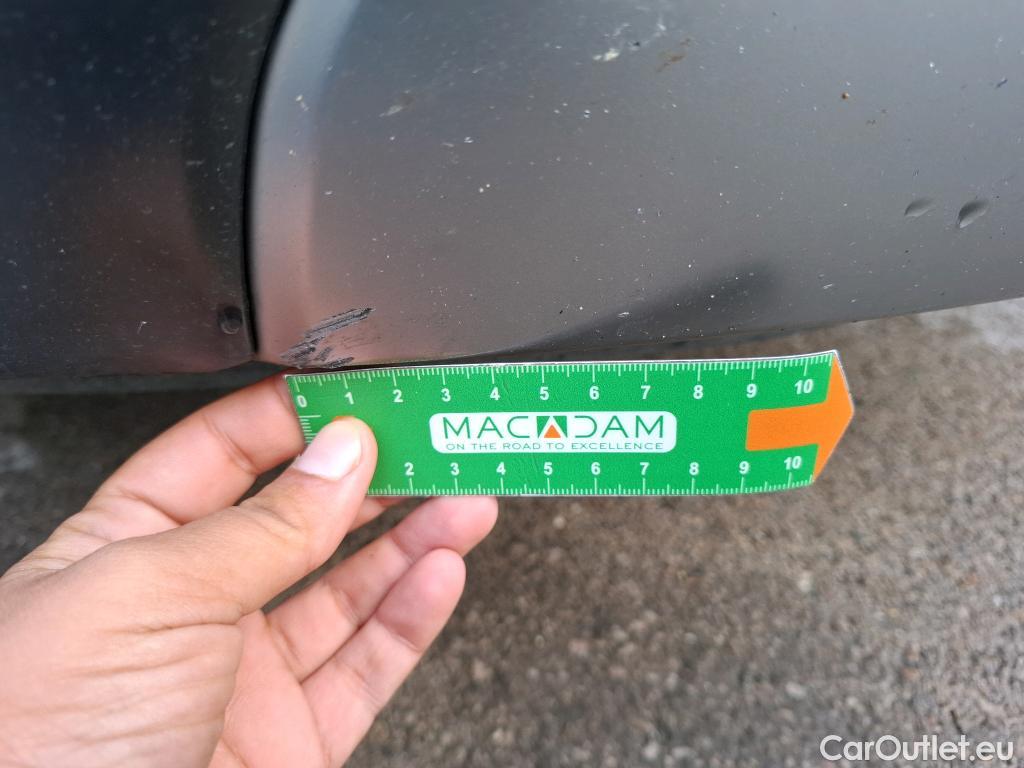 0 1 2 3 4 5 6 7 8 9 10
MACADAM
ON THE ROAD TO EXCELLENCE
2 3 4 5 6 7 8 9 10
CarOutlet.eu